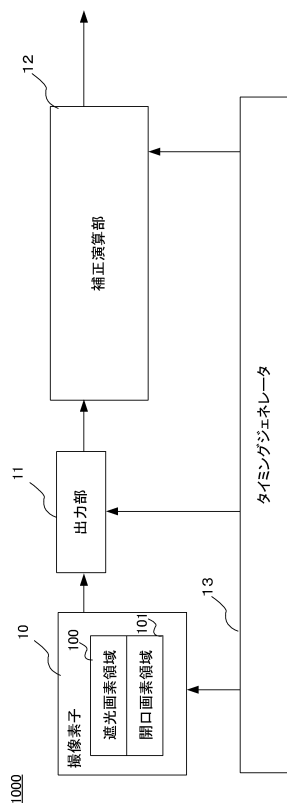 1000
10
撮像素子
100
遮光画素領域
101
開口画素領域
11
出力部
12
補正演算部
13
タイミングジェネレータ